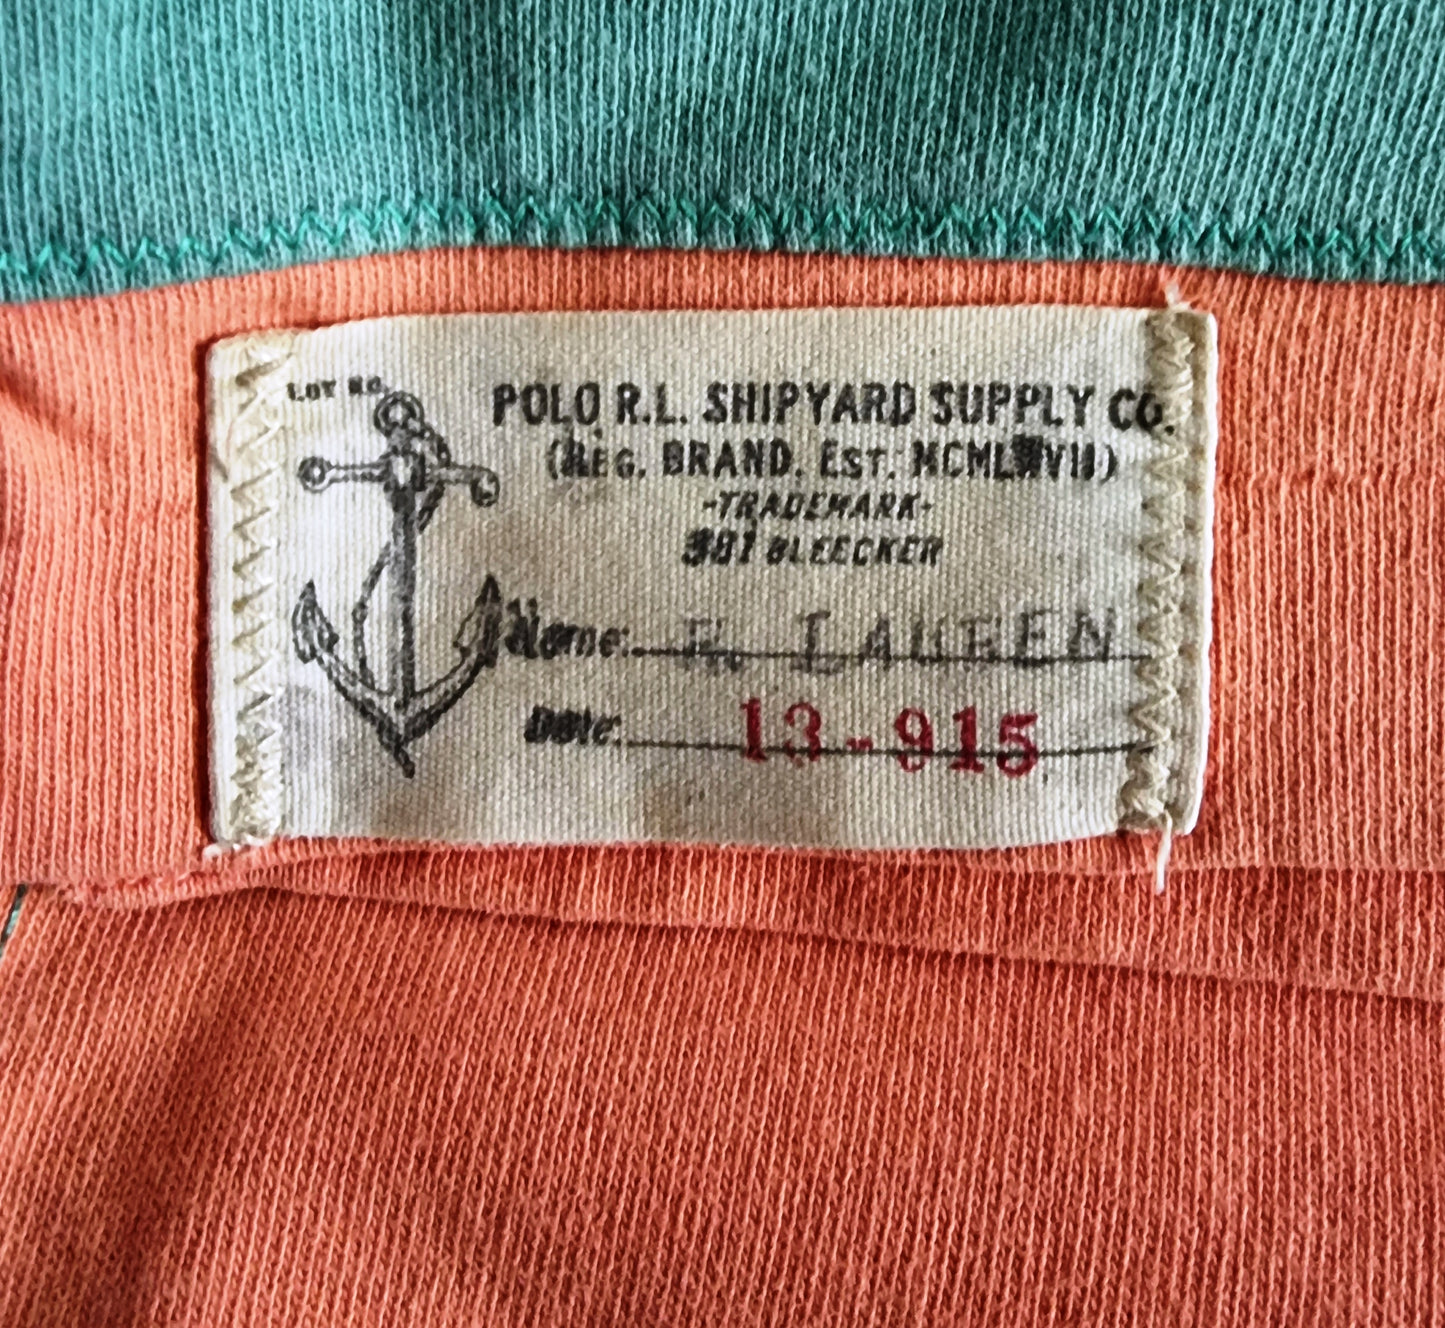 LOT NO.
POLO R.L. SHIPYARD SUPPLY CO.
(REG. BRAND. EST. MCMLXVII)
-TRADEMARK-
381 BLEECKER
Name: R. LAUREN
Date: 13-915